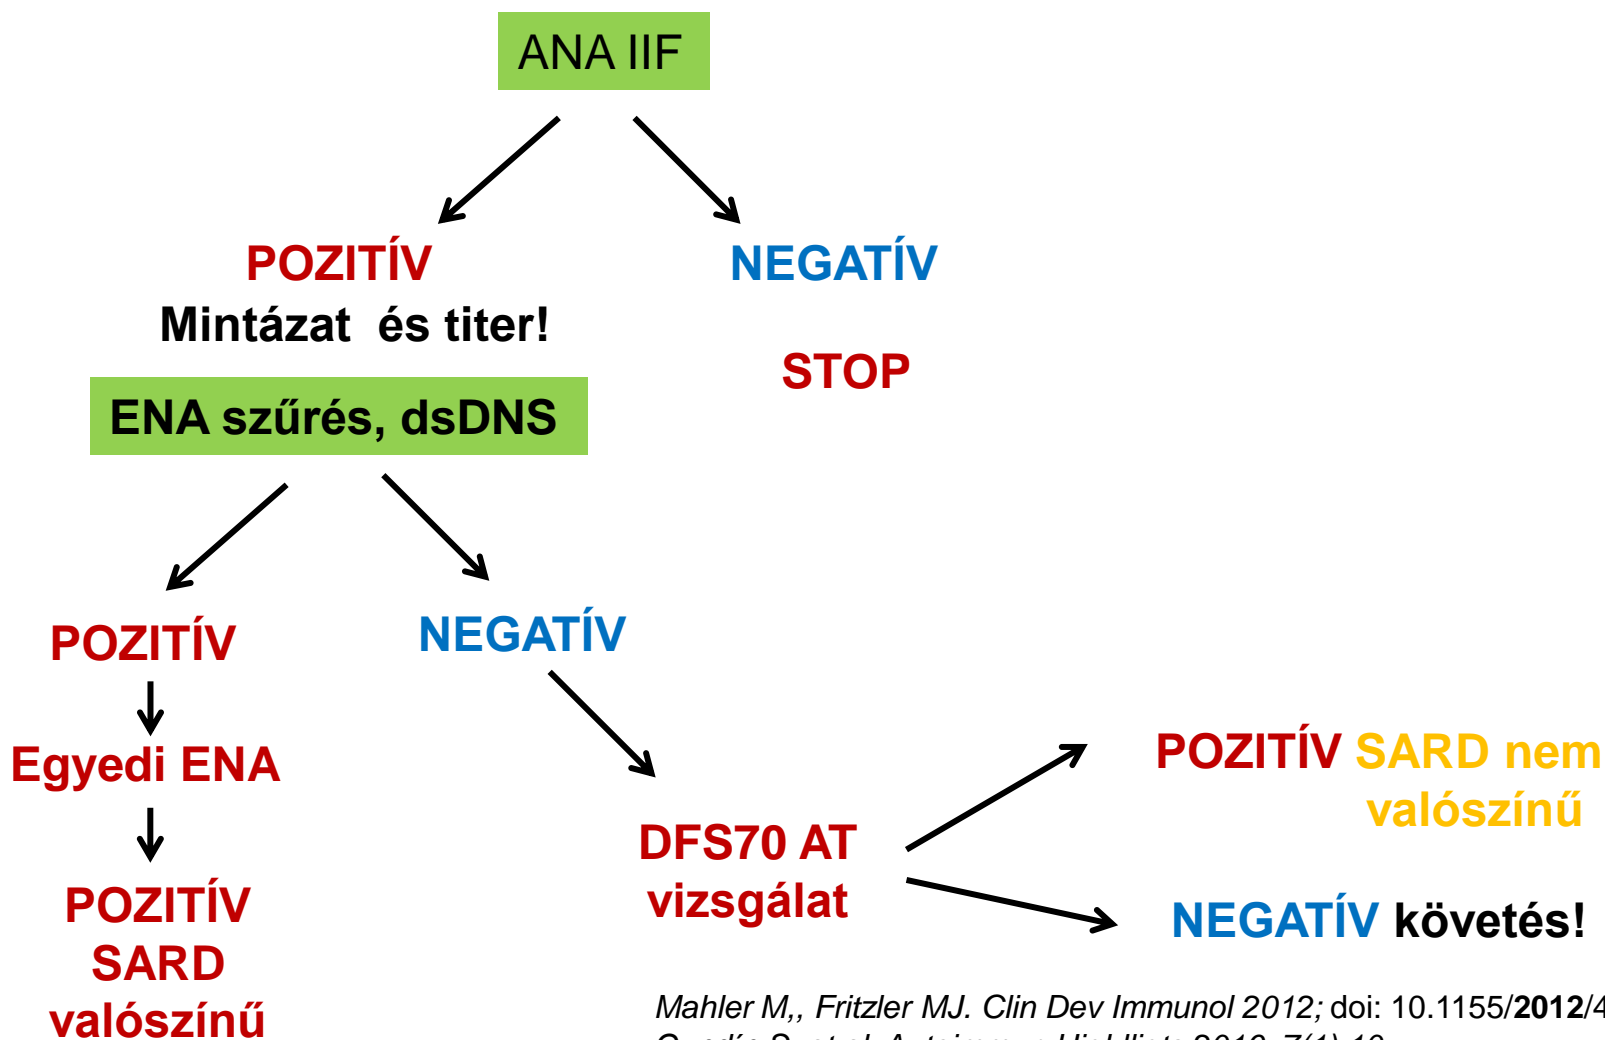 ANA IIF
POZITÍV
NEGATÍV
Mintázat és titer!
STOP
ENA szűrés, dsDNS
POZITÍV
NEGATÍV
Egyedi ENA
POZITÍV
SARD
valószínű
DFS70 AT
vizsgálat
POZITÍV SARD nem
valószínű
NEGATÍV követés!
Mahler M,, Fritzler MJ. Clin Dev Immunol 2012; doi: 10.1155/2012/4